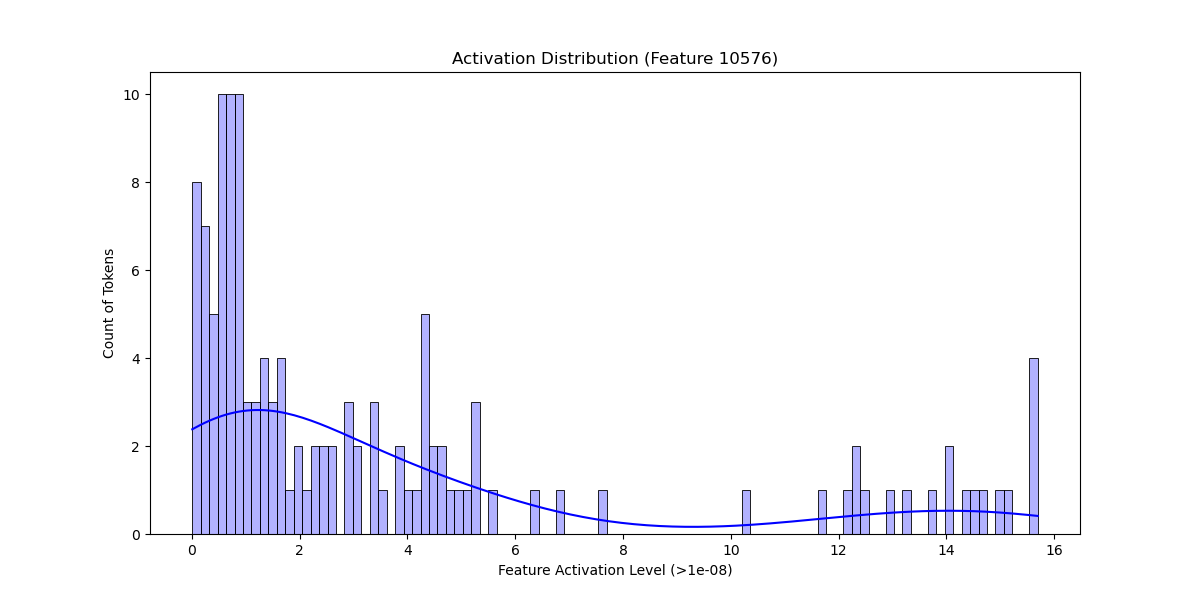 Activation Distribution (Feature 10576)
10
8
6
4
2
0
Count of Tokens
0 2 4 6 8 10 12 14 16
Feature Activation Level (>1e-08)